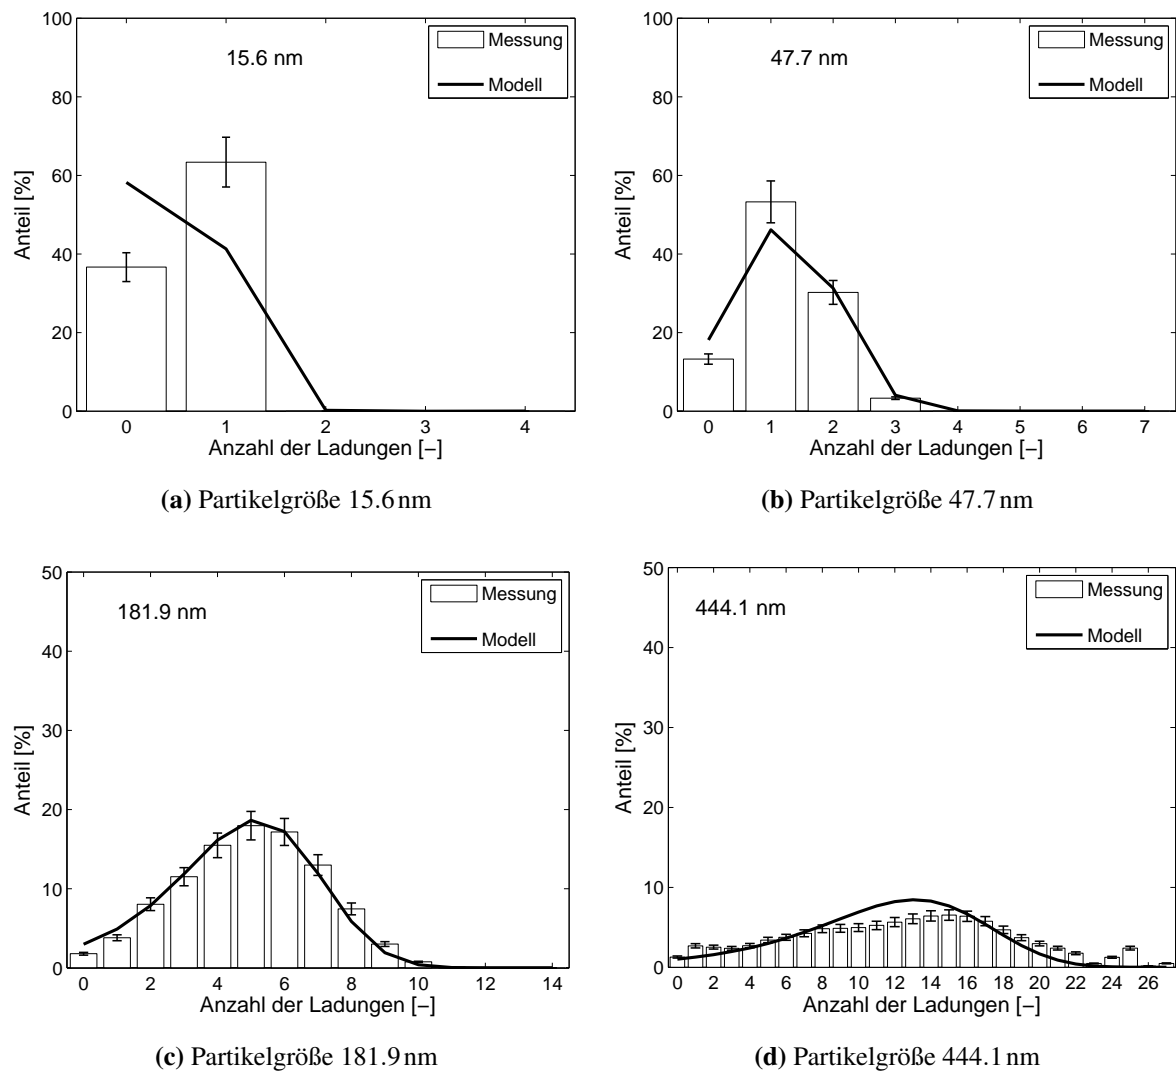 100
80
60
40
20
0
Anteil [%]
15.6 nm
Messung
Modell
0 1 2 3 4
Anzahl der Ladungen [–]
(a) Partikelgröße 15.6 nm
100
80
60
40
20
0
Anteil [%]
47.7 nm
Messung
Modell
0 1 2 3 4 5 6 7
Anzahl der Ladungen [–]
(b) Partikelgröße 47.7 nm
50
40
30
20
10
0
Anteil [%]
181.9 nm
Messung
Modell
0 2 4 6 8 10 12 14
Anzahl der Ladungen [–]
(c) Partikelgröße 181.9 nm
50
40
30
20
10
0
Anteil [%]
444.1 nm
Messung
Modell
0 2 4 6 8 10 12 14 16 18 20 22 24 26
Anzahl der Ladungen [–]
(d) Partikelgröße 444.1 nm